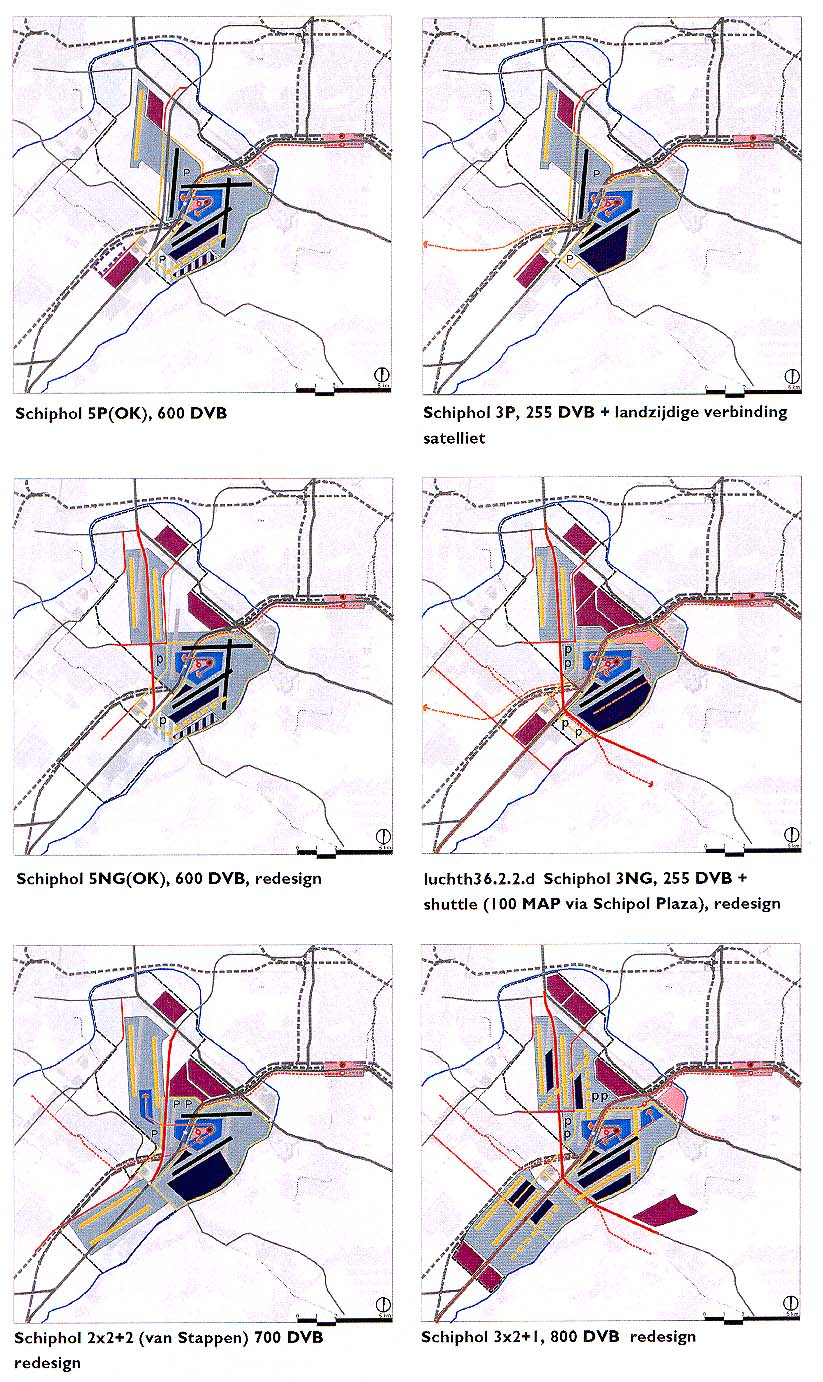 P
P
Schiphol 5P(OK), 600 DVB
P
P
Schiphol 3P, 255 DVB + landzijdige verbinding
satelliet
P
P
Schiphol 5NG(OK), 600 DVB, redesign
P
P
P
P
luchth36.2.2.d Schiphol 3NG, 255 DVB +
shuttle (100 MAP via Schipol Plaza), redesign
P P
P
Schiphol 2x2+2 (van Stappen) 700 DVB
redesign
pp
P
P
Schiphol 3x2+1, 800 DVB redesign